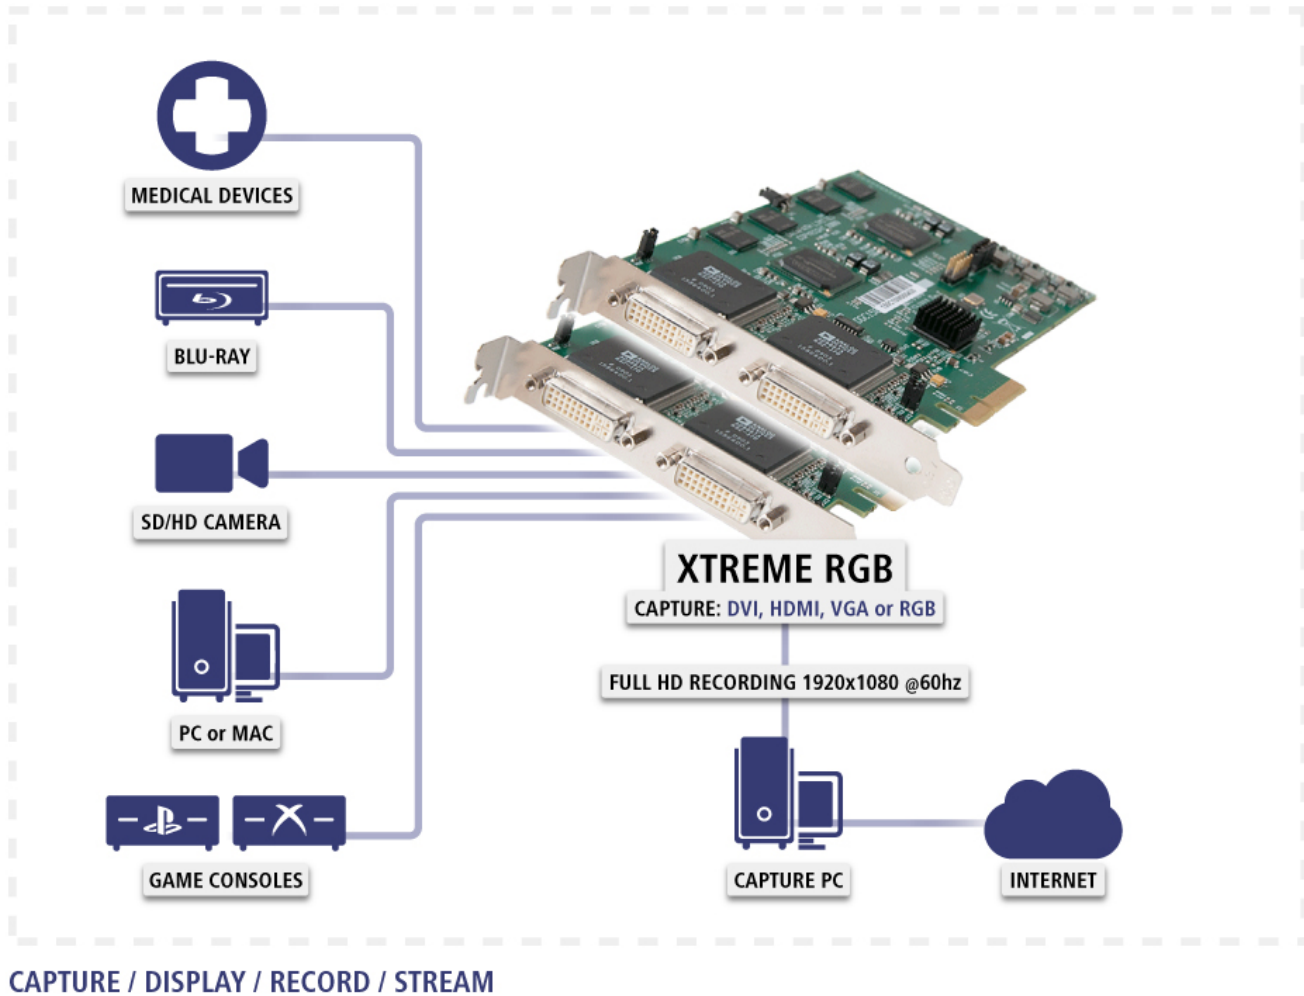 MEDICAL DEVICES
BLU-RAY
SD/HD CAMERA
PC or MAC
GAME CONSOLES
XTREME RGB
CAPTURE: DVI, HDMI, VGA or RGB
FULL HD RECORDING 1920x1080 @60hz
CAPTURE PC
INTERNET
CAPTURE / DISPLAY / RECORD / STREAM